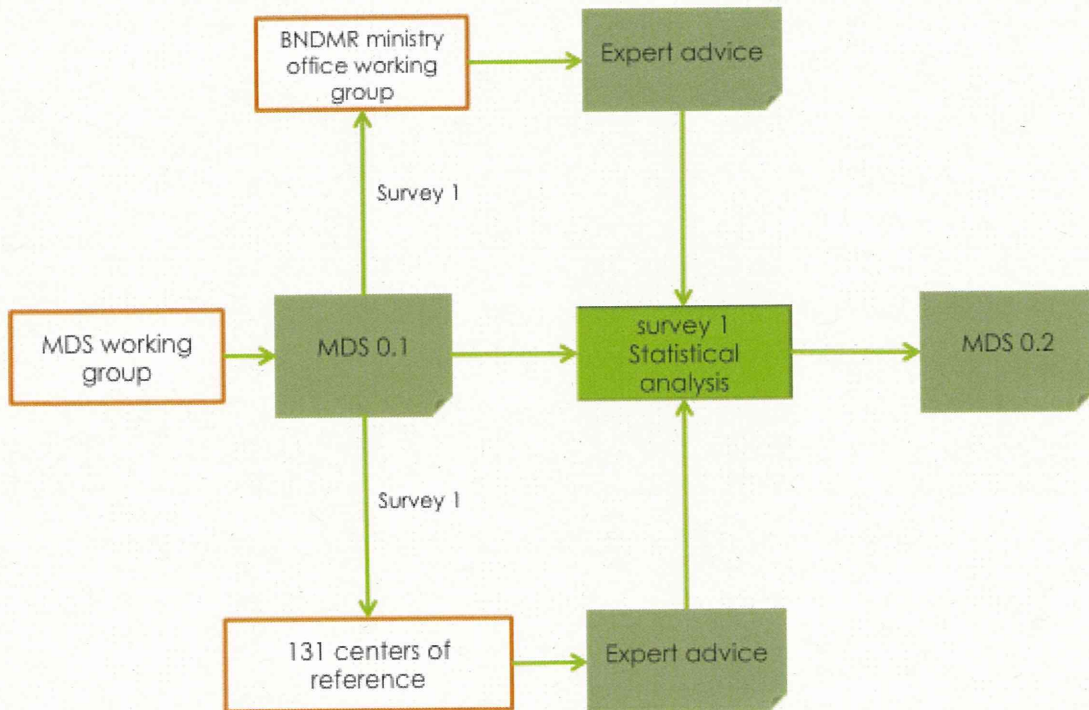 BNDMR ministry
office working
group
Expert advice
Survey 1
MDS working
group
MDS 0.1
survey 1
Statistical
analysis
MDS 0.2
Survey 1
131 centers of
reference
Expert advice